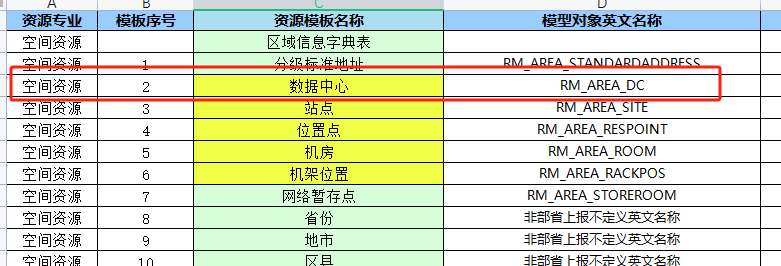 A B C D
资源专业 模板序号 资源模板名称 模型对象英文名称
空间资源 区域信息字典表
空间资源 1 分级标准地址 RM_AREA_STANDARDADDRESS
空间资源 2 数据中心 RM_AREA_DC
空间资源 3 站点 RM_AREA_SITE
空间资源 4 位置点 RM_AREA_RESPOINT
空间资源 5 机房 RM_AREA_ROOM
空间资源 6 机架位置 RM_AREA_RACKPOS
空间资源 7 网络暂存点 RM_AREA_STOREROOM
空间资源 8 省份 非部省上报不定义英文名称
空间资源 9 地市 非部省上报不定义英文名称
空间资源 10 区县 非部省上报不定义英文名称